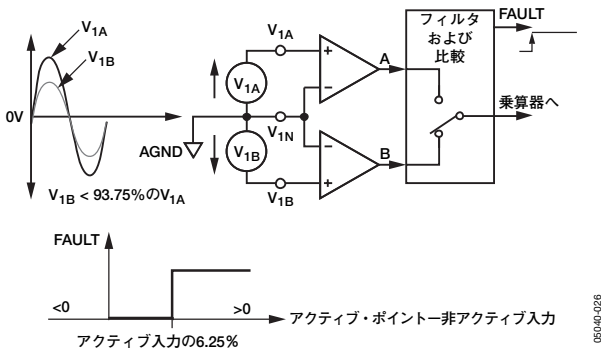 V1A
V1B
0V
V1B < 93.75%のV1A
V1A
V1A
V1N
AGND
V1B
V1B
+
−
−
+
A
B
フィルタ
および
比較
FAULT
乗算器へ
FAULT
<0
>0
アクティブ・ポイントー非アクティブ入力
アクティブ入力の6.25%
05040-026